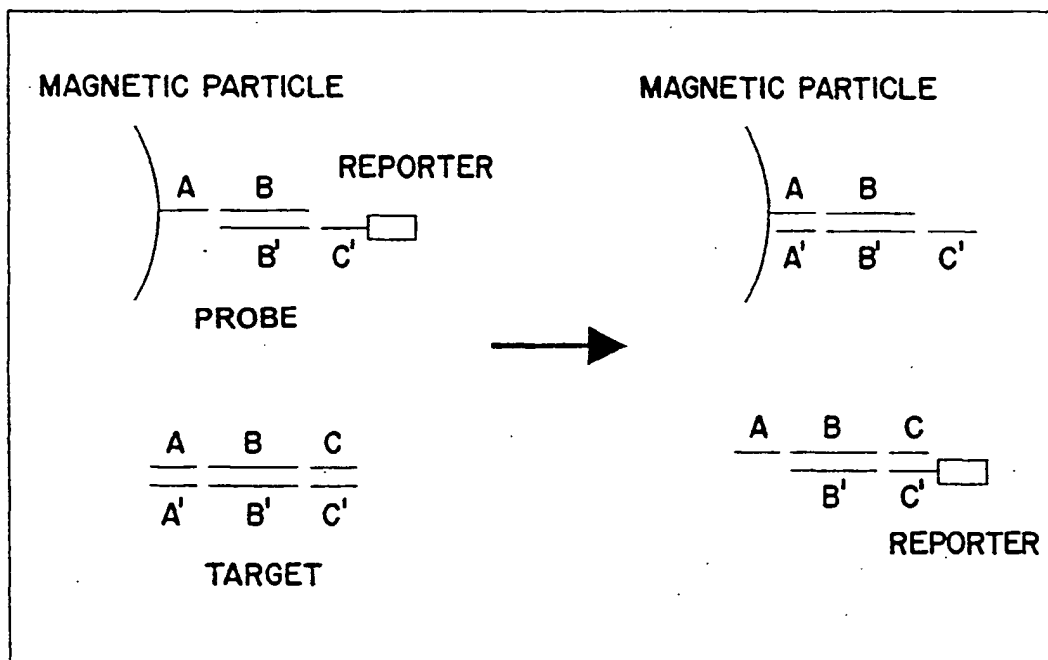 MAGNETIC PARTICLE
REPORTER
A B
B' C'
PROBE
A B C
A' B' C'
TARGET
MAGNETIC PARTICLE
A B
A' B' C'
A B C
B' C'
REPORTER